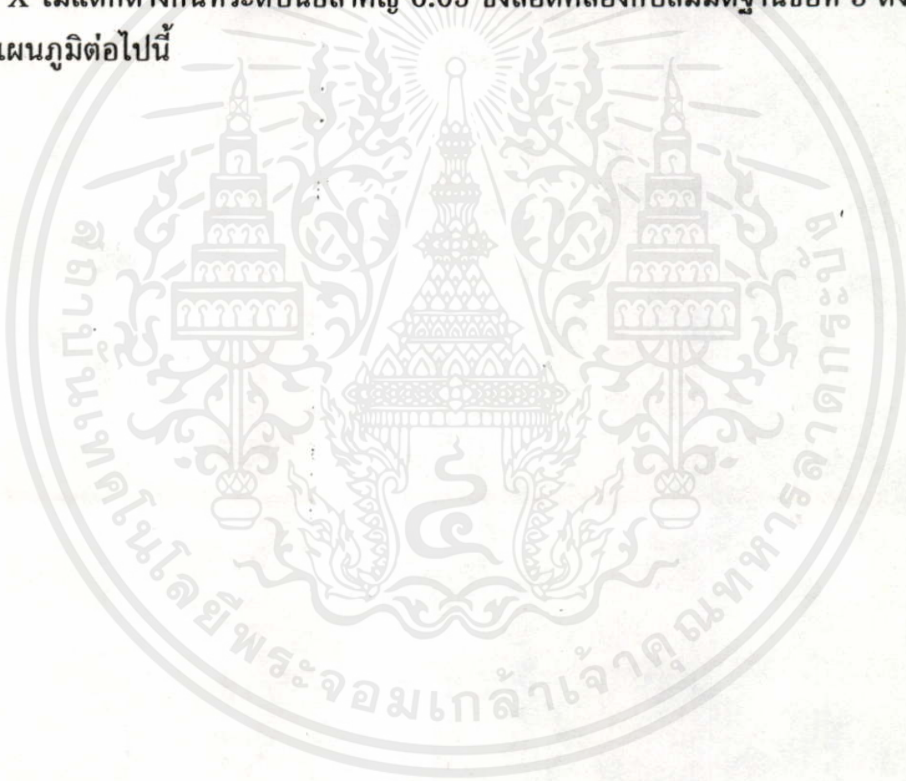 X ไม่แตกต่างกันที่ระดับนัยสำคัญ 0.05 ซึ่งสอดคล้องกับสมมติฐานข้อที่
แผนภูมิต่อไปนี้
สถาบันเทคโนโลยีพระจอมเกล้าเจ้าคุณทหารลาดกระบัง